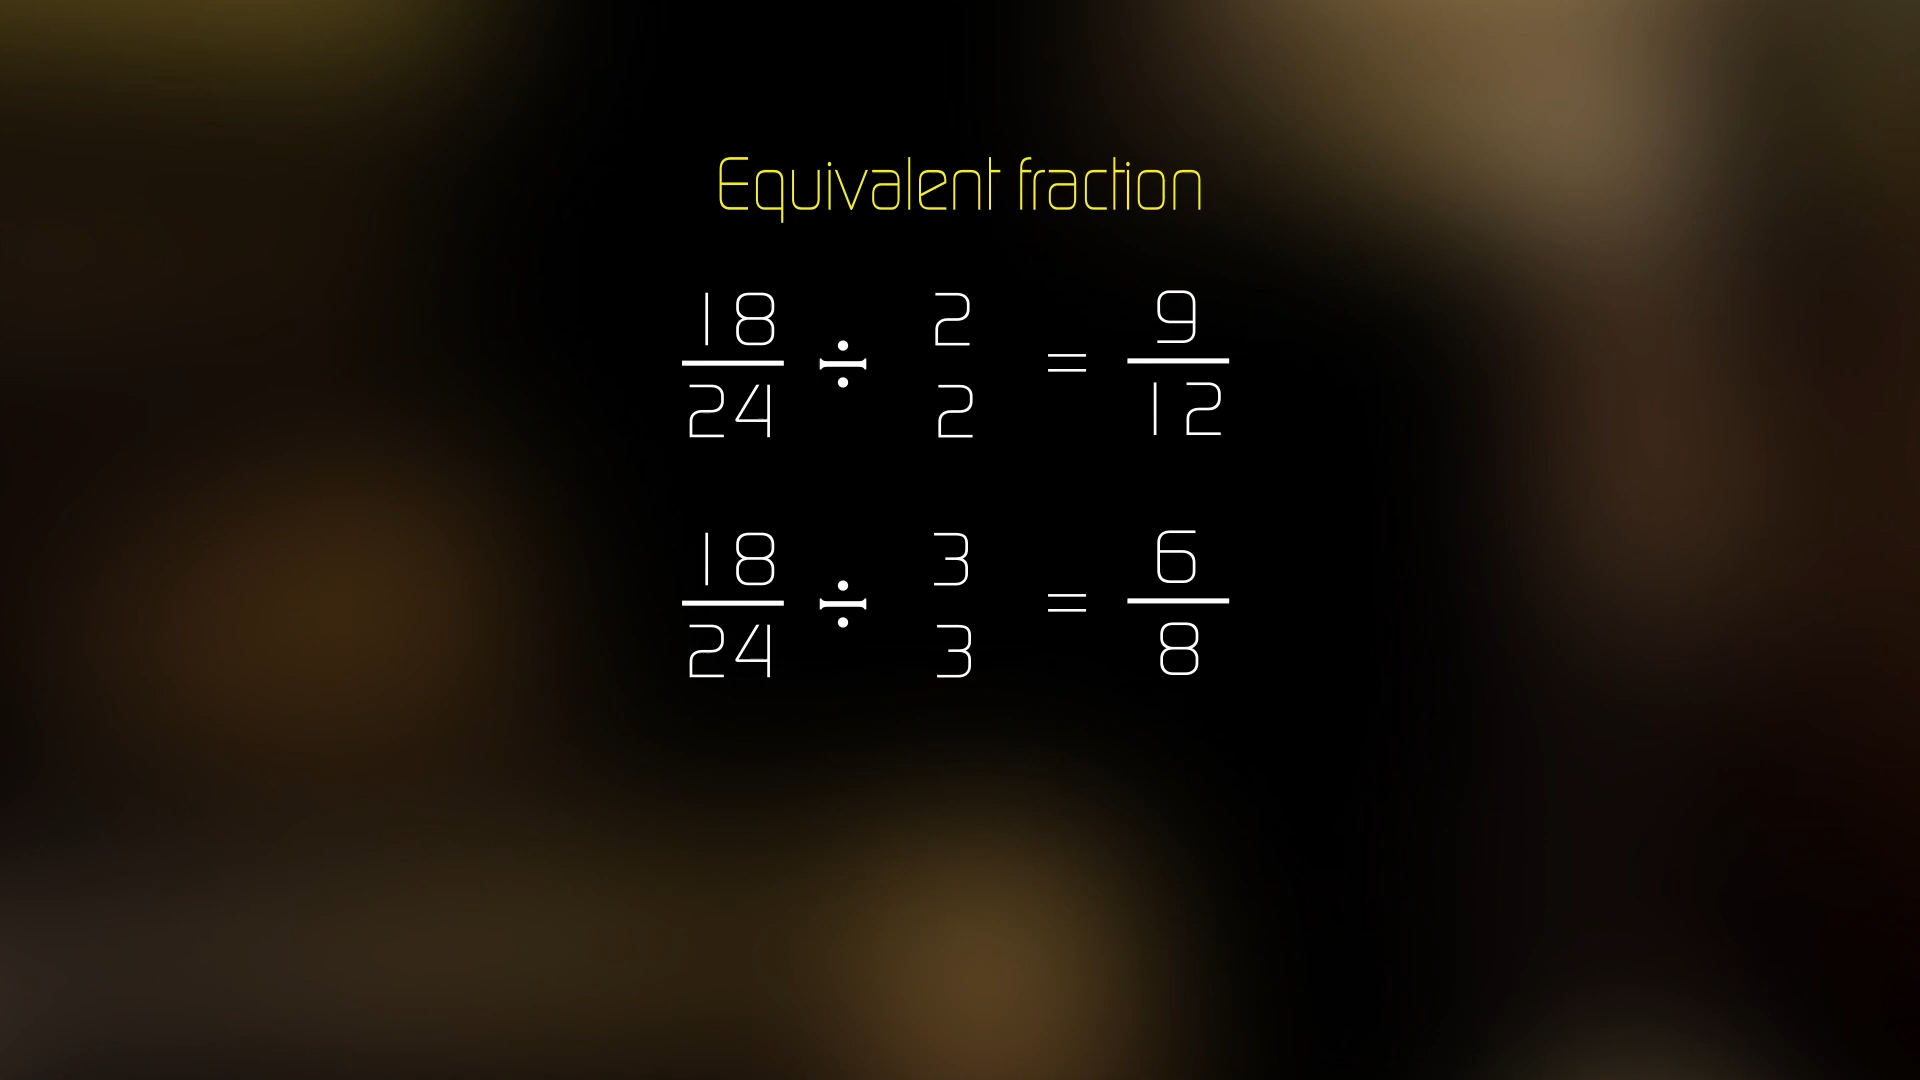 Equivalent fraction
18/24 ÷ 2 2 = 9/12
18/24 ÷ 3 3 = 6/8